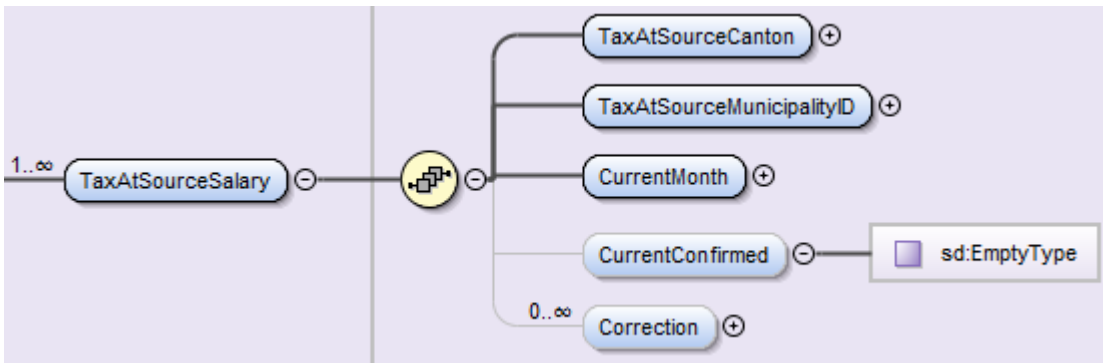 TaxAtSourceCanton
TaxAtSourceMunicipalityID
1..∞
TaxAtSourceSalary
CurrentMonth
CurrentConfirmed
sd:EmptyType
0..∞
Correction